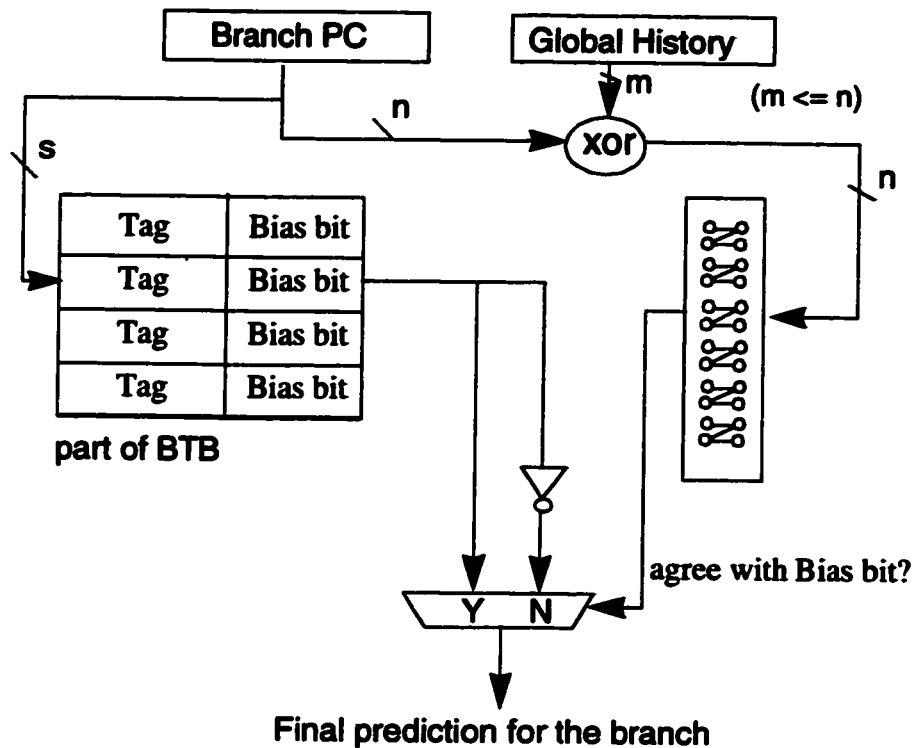 Branch PC
Global History
m
(m <= n)
n
xor
s
n
Tag Bias bit
Tag Bias bit
Tag Bias bit
Tag Bias bit
part of BTB
agree with Bias bit?
Y N
Final prediction for the branch